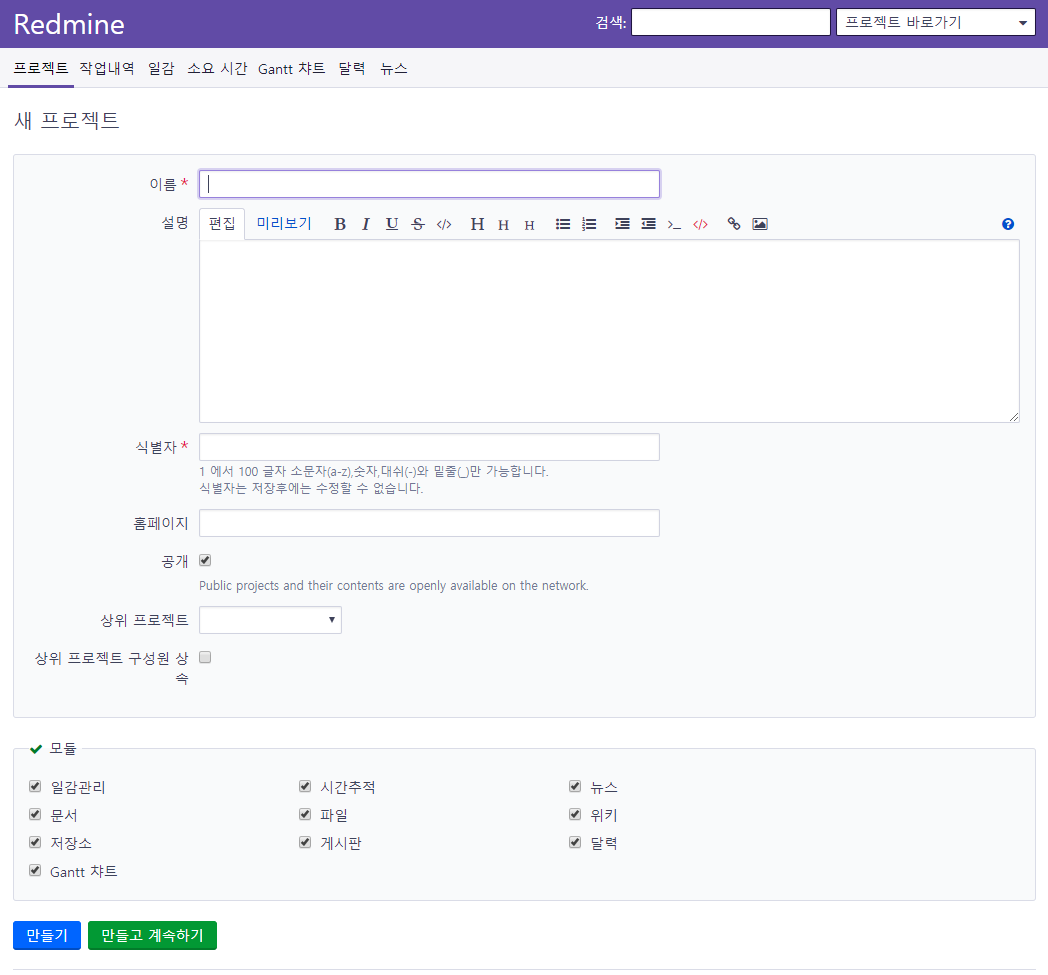 Redmine 검색: 프로젝트 바로가기
프로젝트 작업내역 일감 소요 시간 Gantt 챠트 달력 뉴스
새 프로젝트
이름 *
설명 편집 미리보기 B I U S </> H H H >_ </> ?
식별자 *
1 에서 100 글자 소문자(a-z),숫자,대쉬(-)와 밑줄(_)만 가능합니다.
식별자는 저장후에는 수정할 수 없습니다.
홈페이지
공개
Public projects and their contents are openly available on the network.
상위 프로젝트
상위 프로젝트 구성원 상
속
모듈
일감관리 시간추적 뉴스
문서 파일 위키
저장소 게시판 달력
Gantt 챠트
만들기 만들고 계속하기